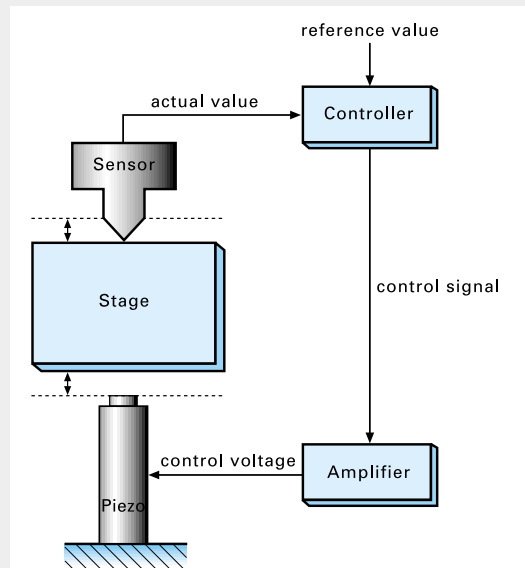 reference value
actual value
Controller
Sensor
Stage
control signal
control voltage
Amplifier
Piezo